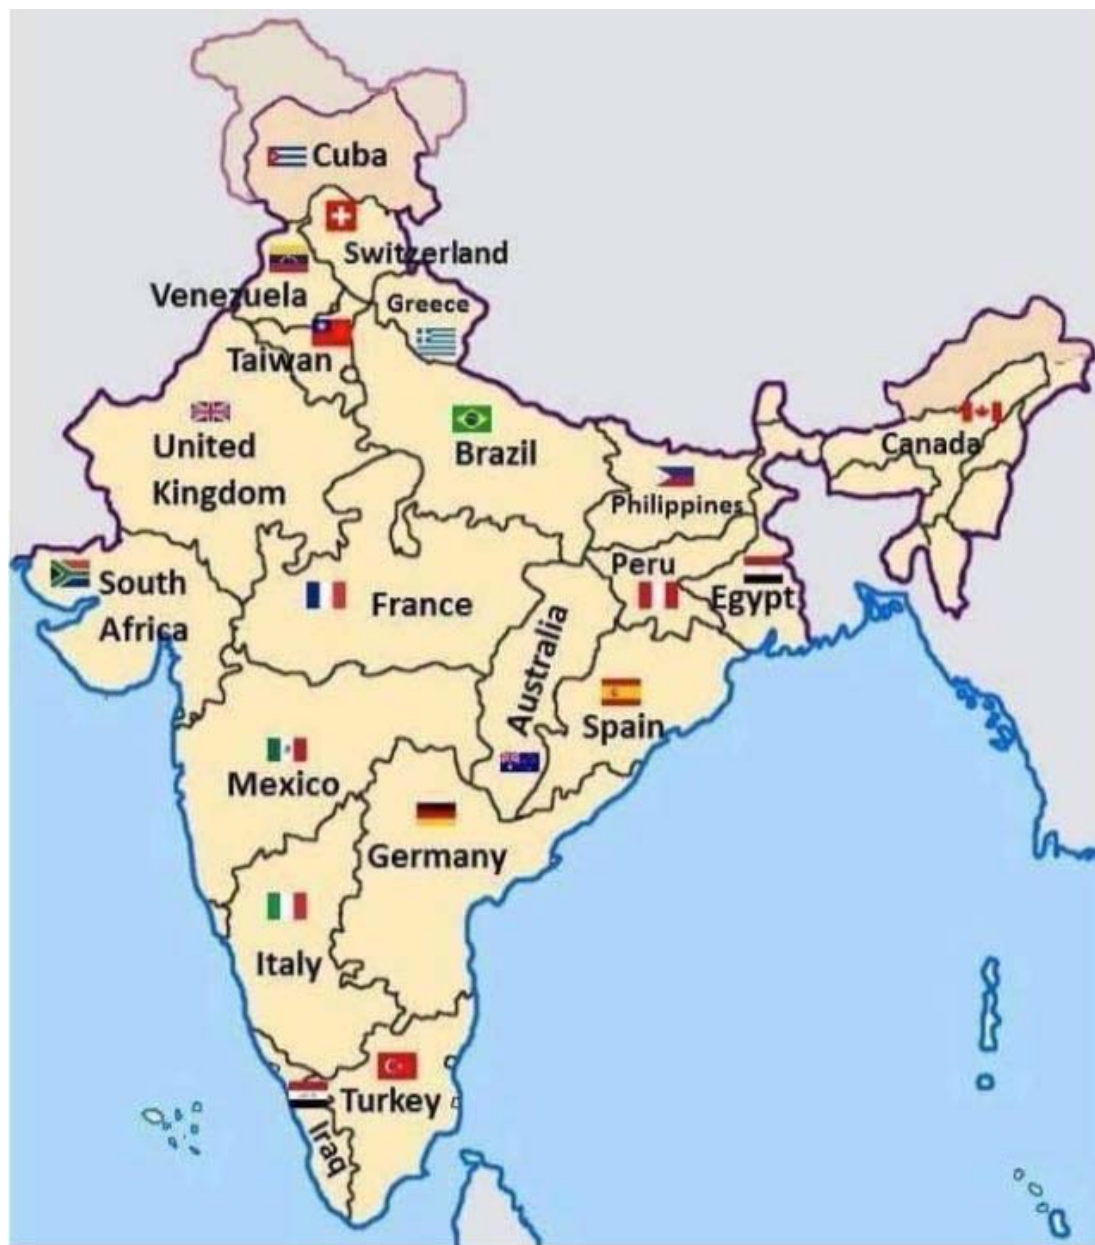 Cuba
Switzerland
Venezuela
Greece
Taiwan
United
Kingdom
Brazil
Canada
Philippines
South
Africa
France
Peru
Egypt
Australia
Spain
Mexico
Germany
Italy
Turkey
Iraq